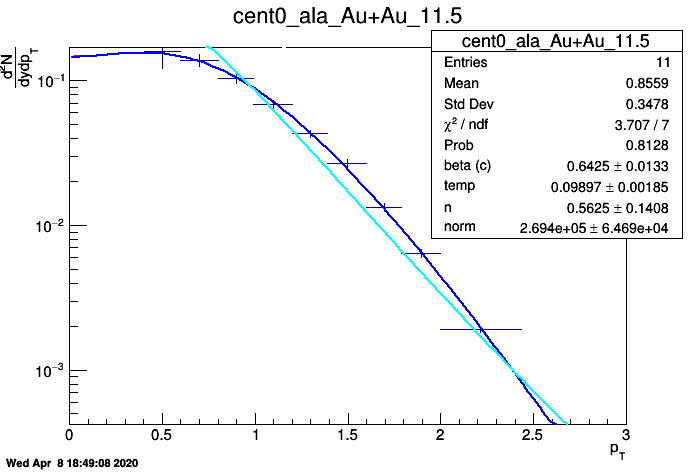 cent0_ala_Au+Au_11.5
cent0_ala_Au+Au_11.5
Entries 11
Mean 0.8559
Std Dev 0.3478
χ² / ndf 3.707 / 7
Prob 0.8128
beta (c) 0.6425 ± 0.0133
temp 0.09897 ± 0.00185
n 0.5625 ± 0.1408
norm 2.694e+05 ± 6.469e+04
d²N
dydp_T
10⁻¹
10⁻²
10⁻³
0 0.5 1 1.5 2 2.5 3
p_T
Wed Apr 8 18:49:08 2020